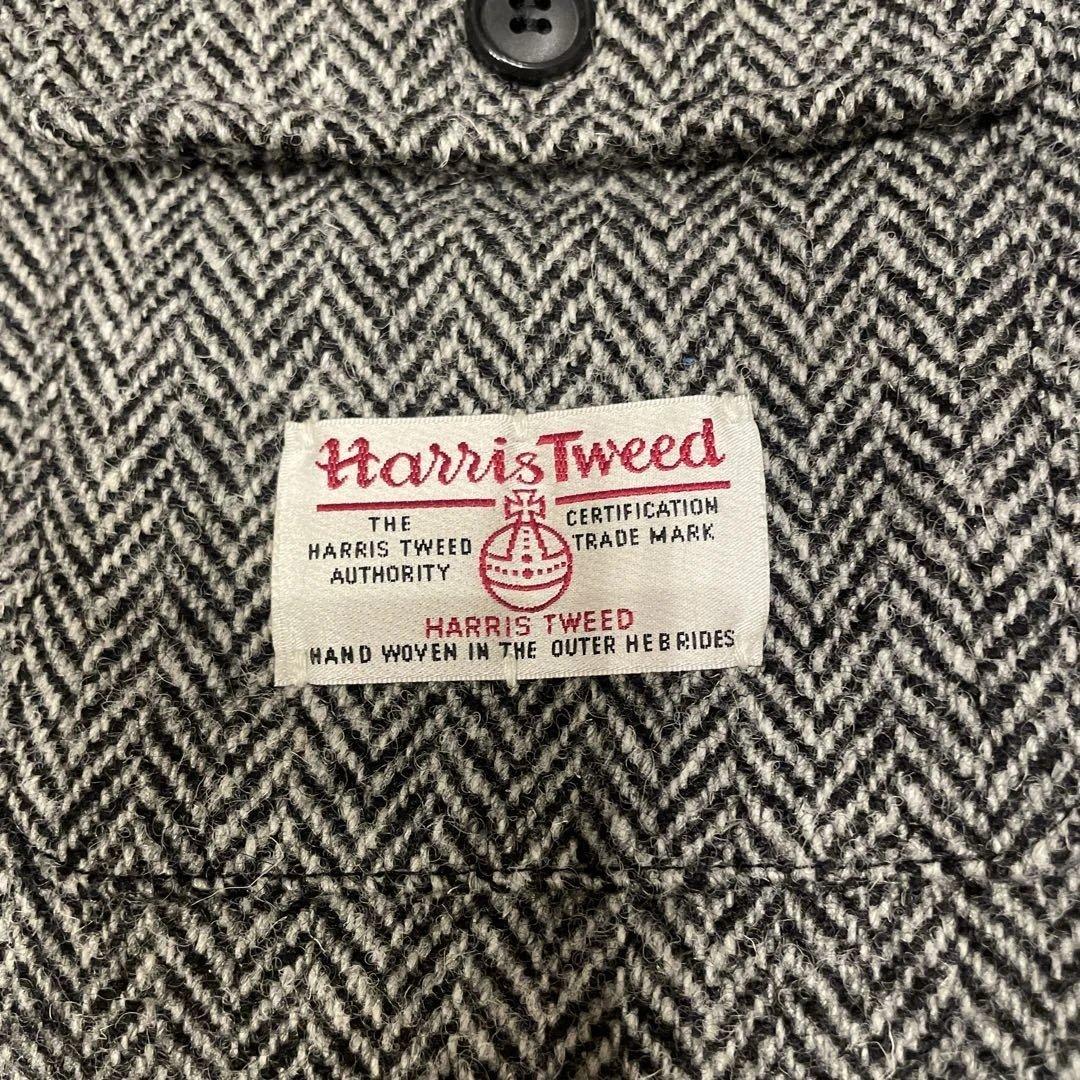 Harris Tweed
THE
HARRIS TWEED
AUTHORITY
CERTIFICATION
TRADE MARK
HARRIS TWEED
HAND WOVEN IN THE OUTER HEBRIDES